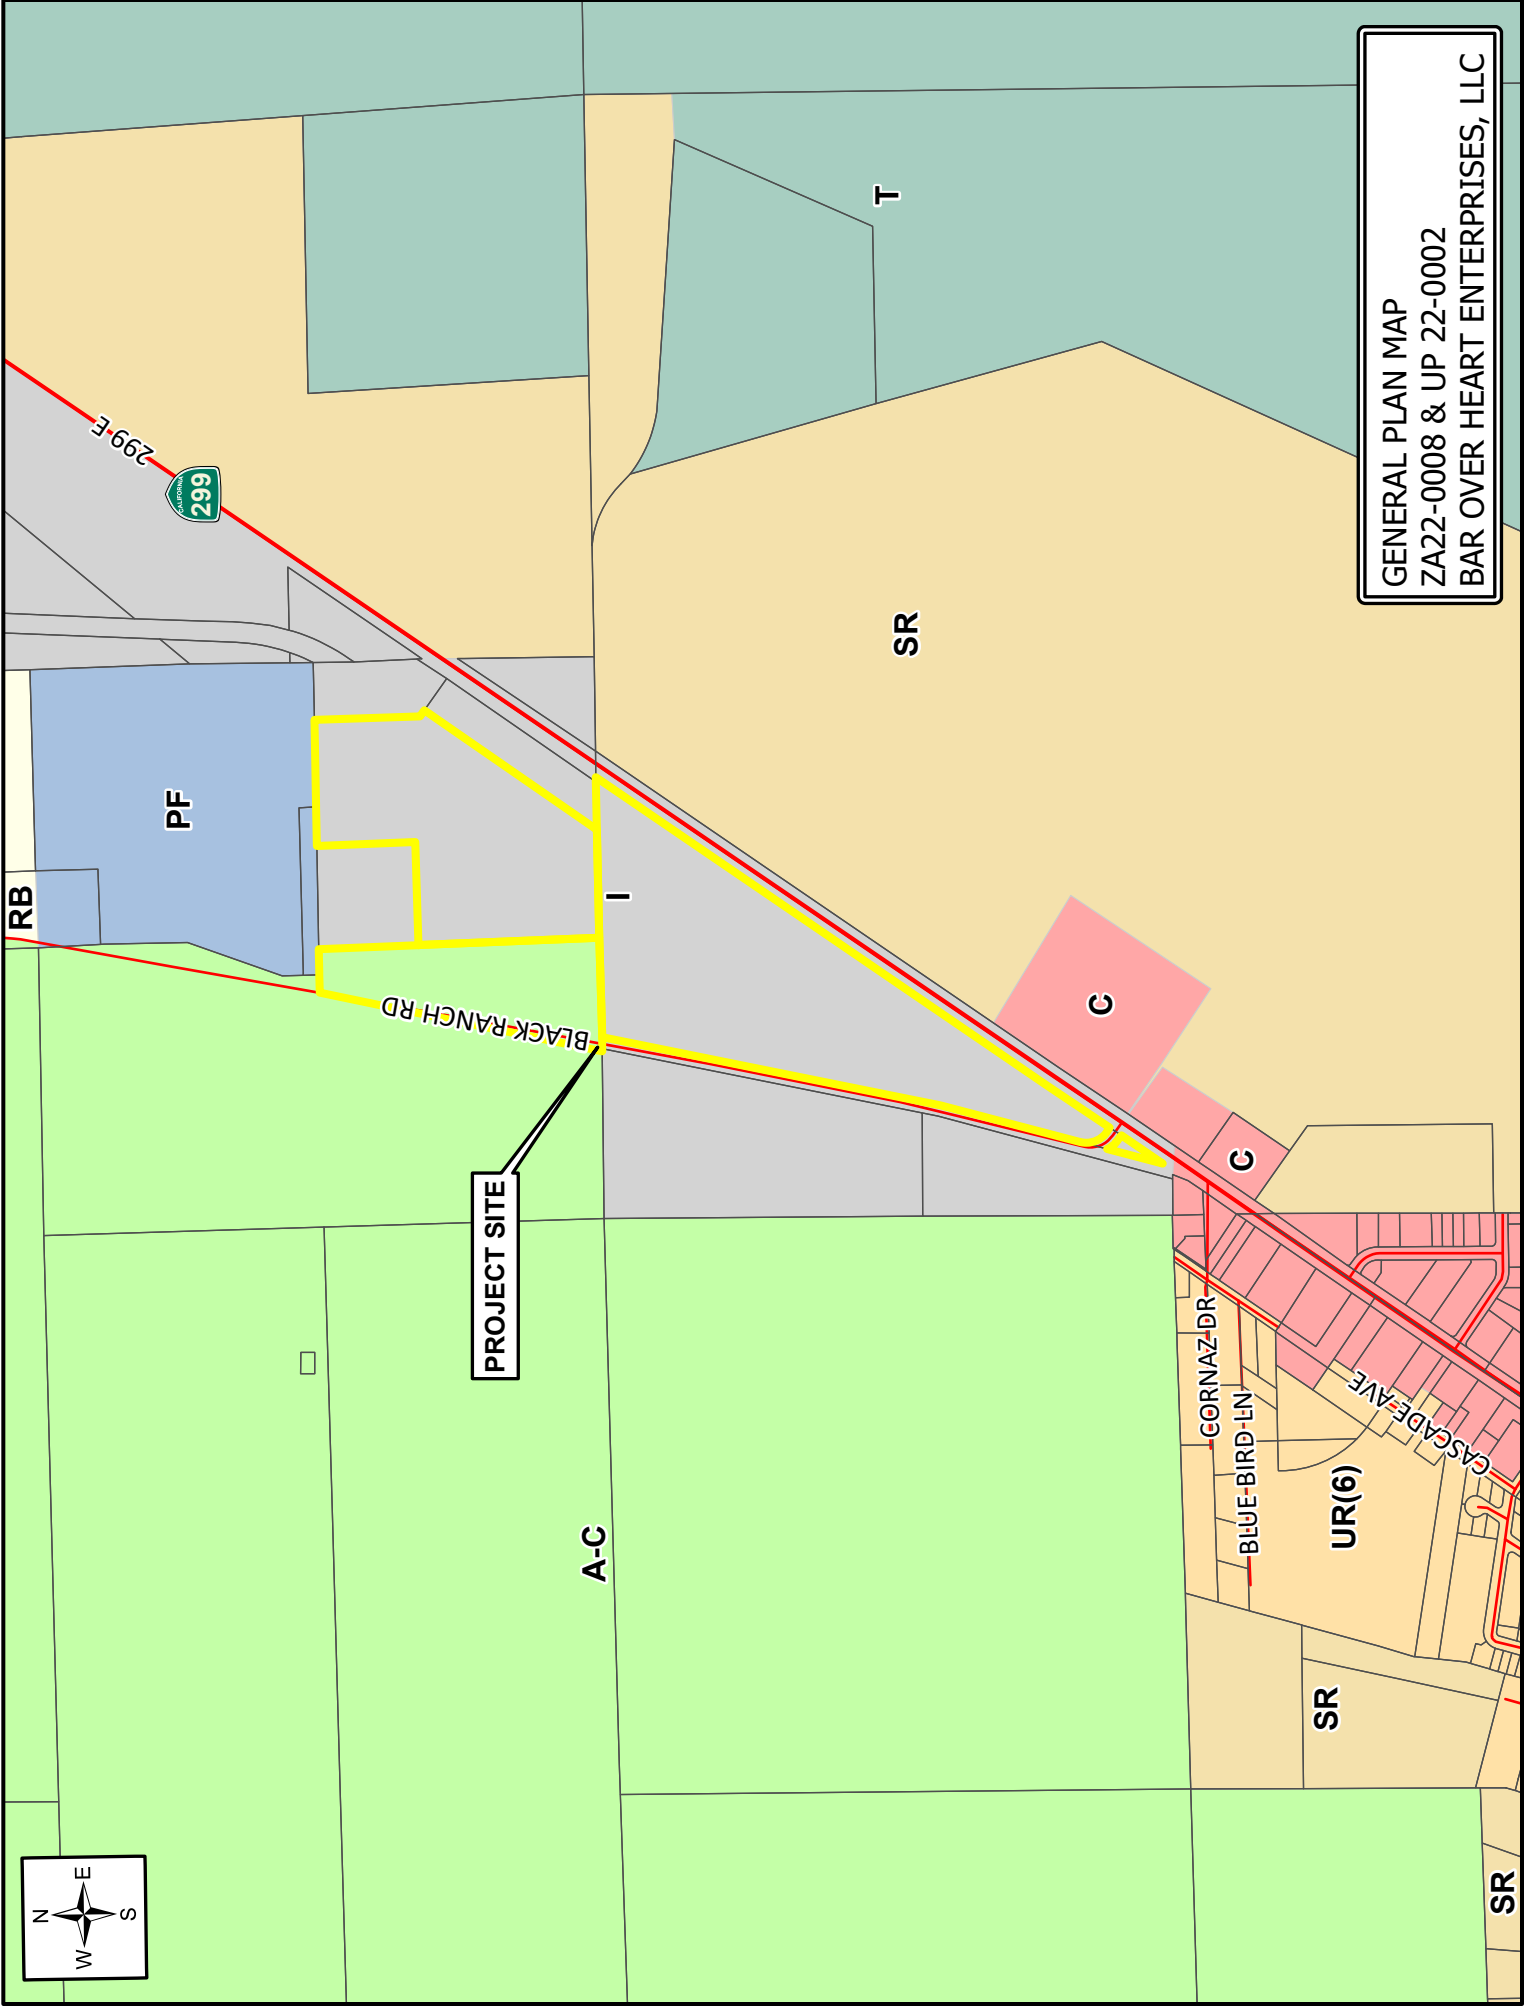 RB
PF
299 E
CALIFORNIA
299
BLACK RANCH RD
I
T
SR
C
C
PROJECT SITE
A-C
CORNAZ DR
BLUE BIRD LN
CASCADE AVE
UR(6)
SR
SR
N
W
E
S
GENERAL PLAN MAP
ZA22-0008 & UP 22-0002
BAR OVER HEART ENTERPRISES, LLC